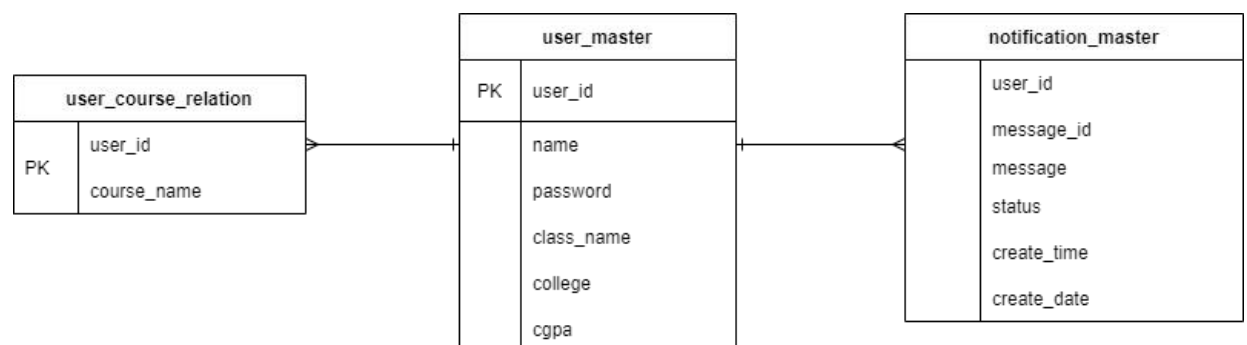 user_course_relation
PK
user_id
course_name
user_master
PK
user_id
name
password
class_name
college
cgpa
notification_master
user_id
message_id
message
status
create_time
create_date